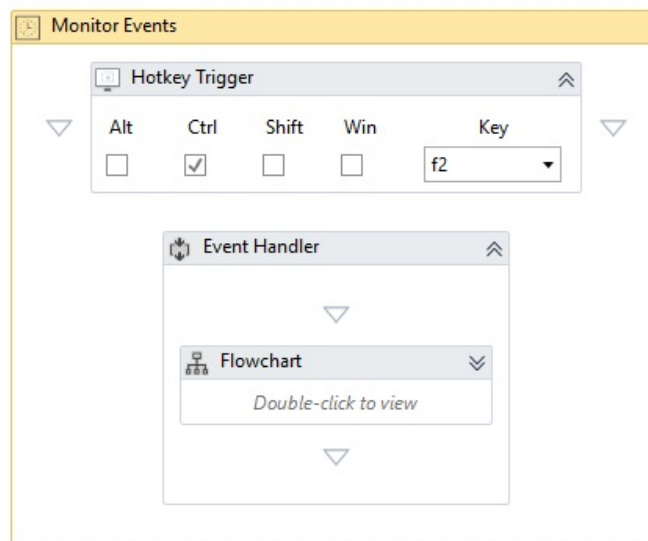 Monitor Events
Hotkey Trigger
Alt Ctrl Shift Win Key
f2
Event Handler
Flowchart
Double-click to view